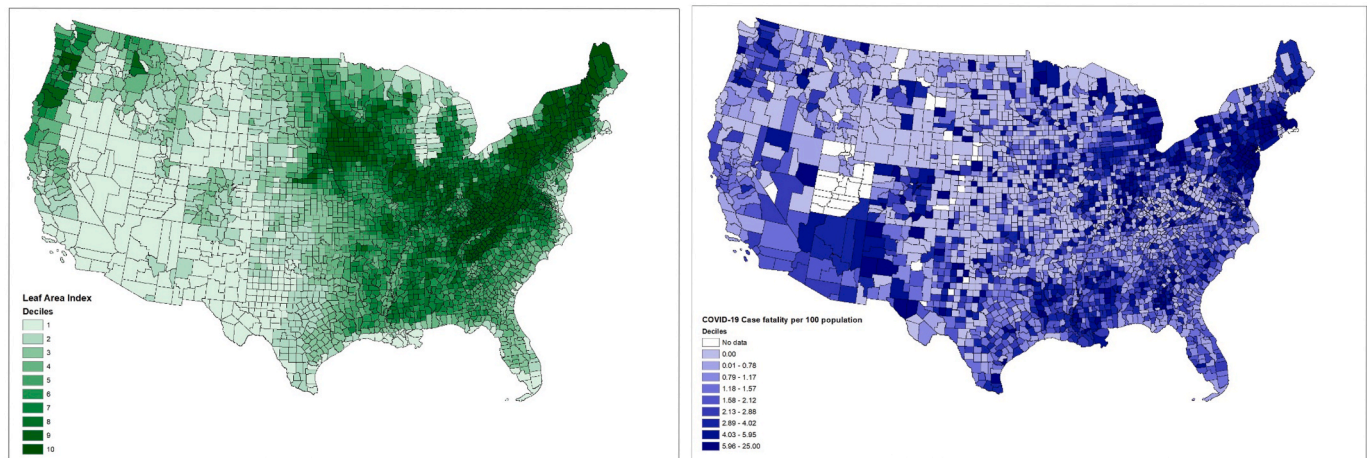 Leaf Area Index
Deciles
1
2
3
4
5
6
7
8
9
10
COVID-19 Case fatality per 100 population
Deciles
No data
0.00
0.01 - 0.78
0.79 - 1.17
1.18 - 1.57
1.58 - 2.12
2.13 - 2.88
2.89 - 4.02
4.03 - 5.95
5.96 - 25.00